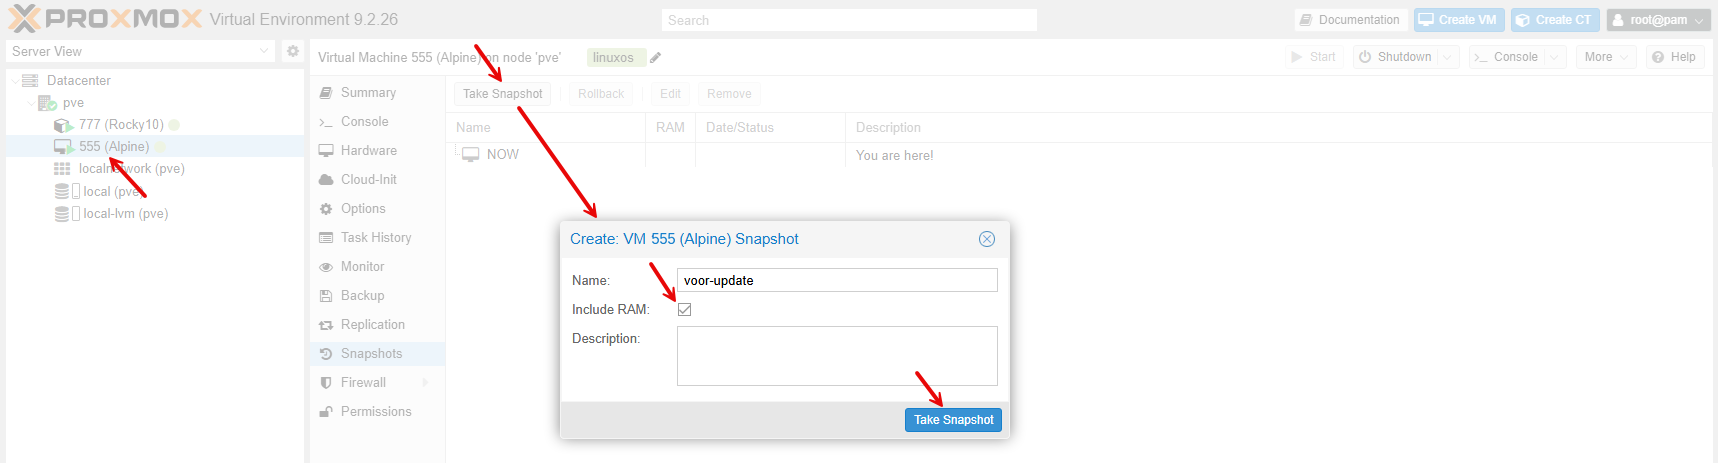 PROXMOX Virtual Environment 9.2.26
Search
Documentation
Create VM
Create CT
root@pam
Server View
Datacenter
pve
777 (Rocky10)
555 (Alpine)
localnetwork (pve)
local (pve)
local-lvm (pve)
Virtual Machine 555 (Alpine) on node 'pve'
linuxos
Start
Shutdown
Console
More
Help
Summary
Console
Hardware
Cloud-Init
Options
Task History
Monitor
Backup
Replication
Snapshots
Firewall
Permissions
Take Snapshot
Rollback
Edit
Remove
Name
RAM
Date/Status
Description
NOW
You are here!
Create: VM 555 (Alpine) Snapshot
Name:
voor-update
Include RAM:
Description:
Take Snapshot